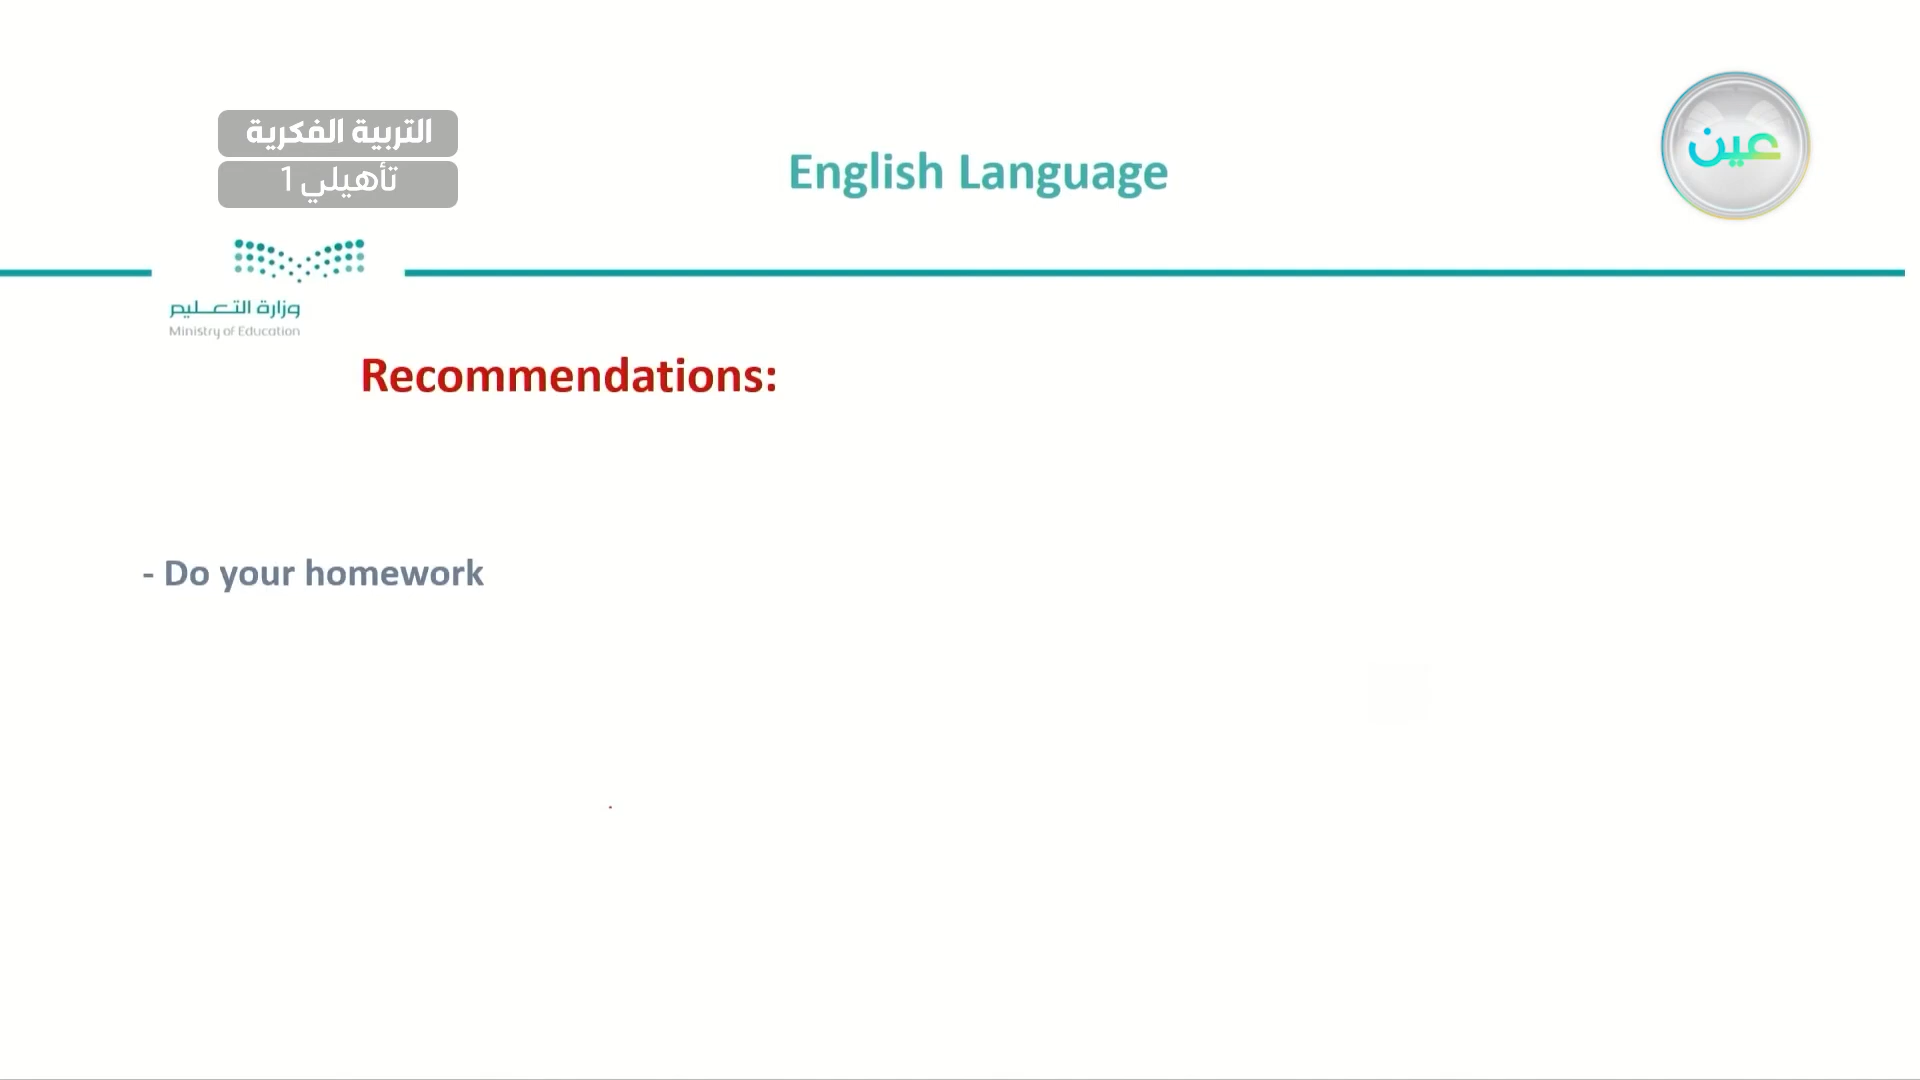 التربية الفكرية
تأهيلي 1
English Language
عين
وزارة التعليم
Ministry of Education
Recommendations:
- Do your homework